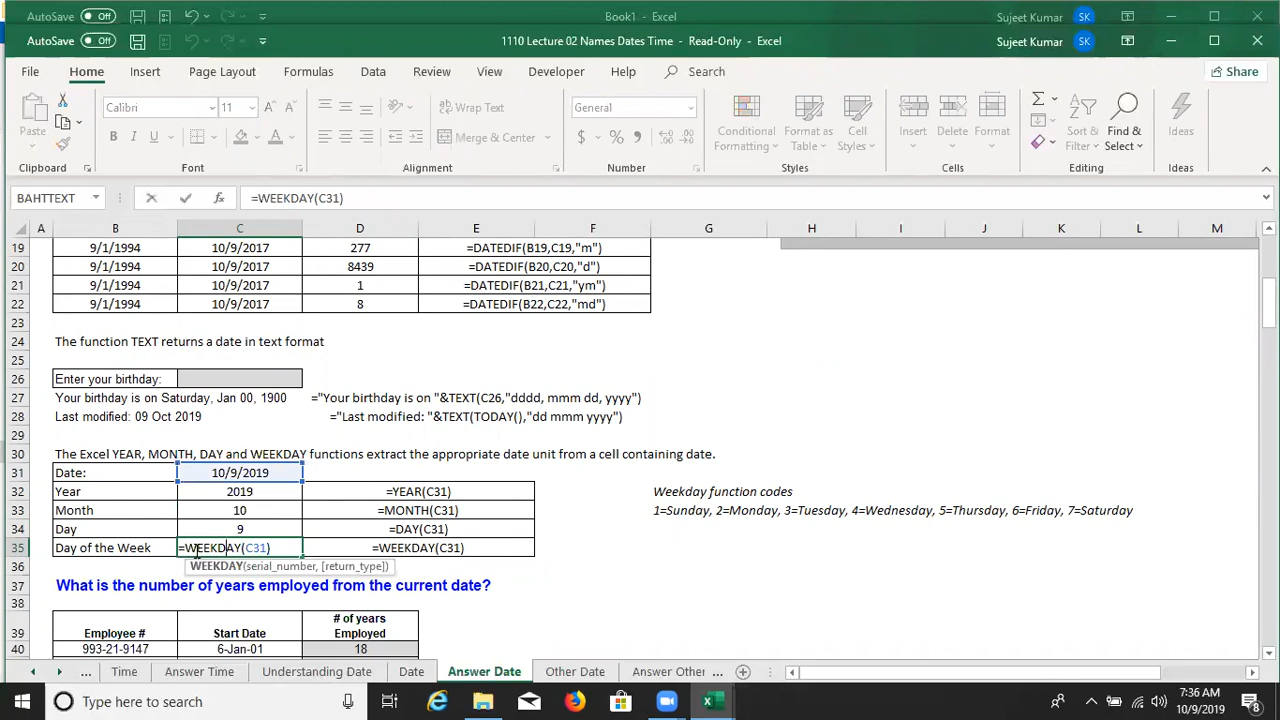 AutoSave Off Book1 - Excel Sujeet Kumar SK
AutoSave Off 1110 Lecture 02 Names Dates Time - Read-Only - Excel Sujeet Kumar SK
File Home Insert Page Layout Formulas Data Review View Developer Help Search Share
Calibri 11 A A Wrap Text General
Paste B I U A Merge & Center $ % Conditional Formatting Format as Table Cell Styles Insert Delete Format Sort & Filter Find & Select Ideas
Clipboard Font Alignment Number Styles Cells Editing Ideas
BAHTTEXT fx =WEEKDAY(C31)
A B C D E F G H I J K L M
19 9/1/1994 10/9/2017 277 =DATEDIF(B19,C19,"m")
20 9/1/1994 10/9/2017 8439 =DATEDIF(B20,C20,"d")
21 9/1/1994 10/9/2017 1 =DATEDIF(B21,C21,"ym")
22 9/1/1994 10/9/2017 8 =DATEDIF(B22,C22,"md")
23
24 The function TEXT returns a date in text format
25
26 Enter your birthday:
27 Your birthday is on Saturday, Jan 00, 1900 ="Your birthday is on "&TEXT(C26,"dddd, mmm dd, yyyy")
28 Last modified: 09 Oct 2019 ="Last modified: "&TEXT(TODAY(),"dd mmm yyyy")
29
30 The Excel YEAR, MONTH, DAY and WEEKDAY functions extract the appropriate date unit from a cell containing date.
31 Date: 10/9/2019
32 Year 2019 =YEAR(C31) Weekday function codes
33 Month 10 =MONTH(C31) 1=Sunday, 2=Monday, 3=Tuesday, 4=Wednesday, 5=Thursday, 6=Friday, 7=Saturday
34 Day 9 =DAY(C31)
35 Day of the Week =WEEKDAY(C31) =WEEKDAY(C31)
36 WEEKDAY(serial_number, [return_type])
37 What is the number of years employed from the current date?
38
39 Employee # Start Date # of years Employed
40 993-21-9147 6-Jan-01 18
... Time Answer Time Understanding Date Date Answer Date Other Date Answer Other ...
Type here to search 7:36 AM
10/9/2019 8